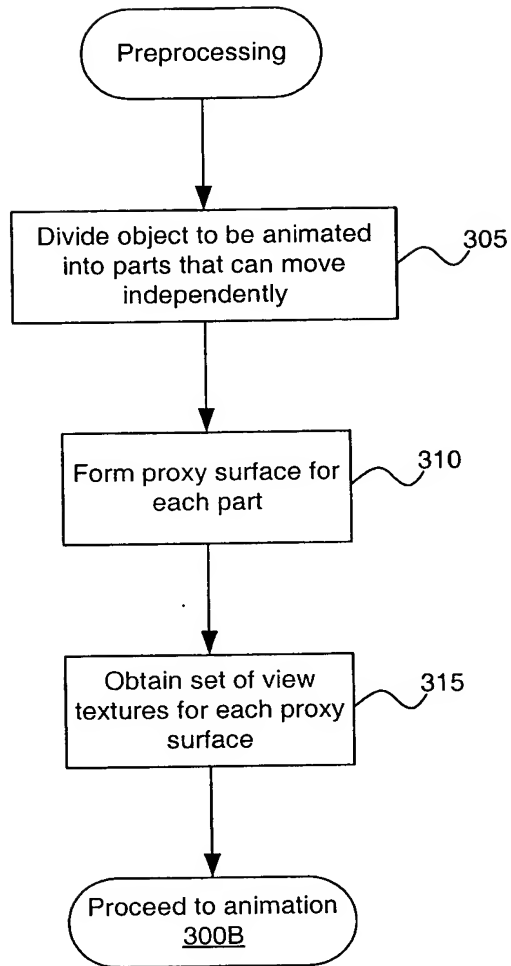 Preprocessing
Divide object to be animated
into parts that can move
independently
305
Form proxy surface for
each part
310
Obtain set of view
textures for each proxy
surface
315
Proceed to animation
300B